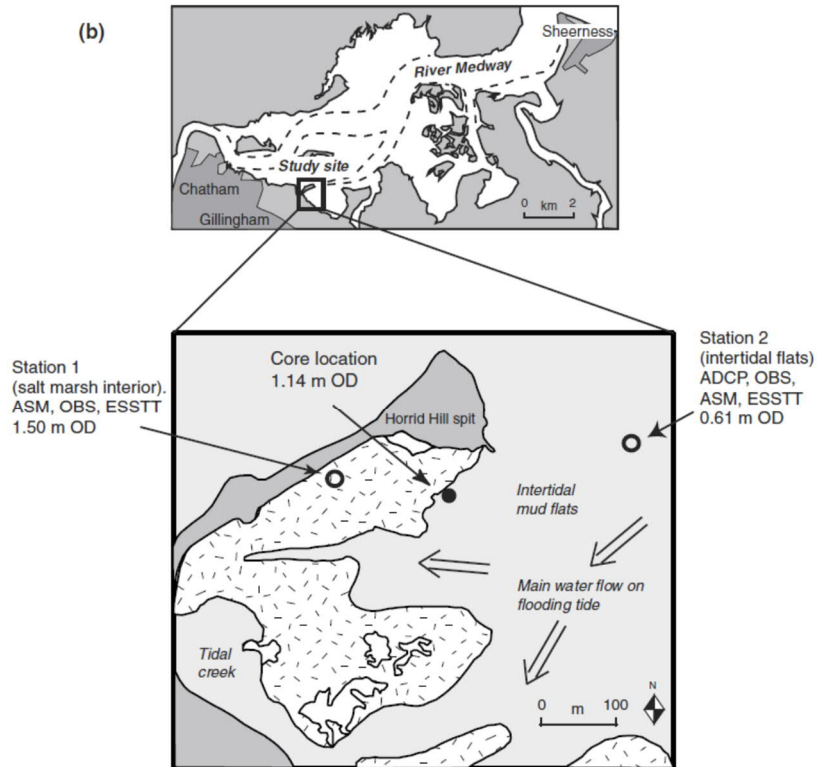 (b)
Sheerness
River Medway
Study site
Chatham
Gillingham
0 km 2
Station 1
(salt marsh interior).
ASM, OBS, ESSTT
1.50 m OD
Core location
1.14 m OD
Station 2
(intertidal flats)
ADCP, OBS,
ASM, ESSTT
0.61 m OD
Horrid Hill spit
Intertidal
mud flats
Main water flow on
flooding tide
Tidal
creek
N
0 m 100